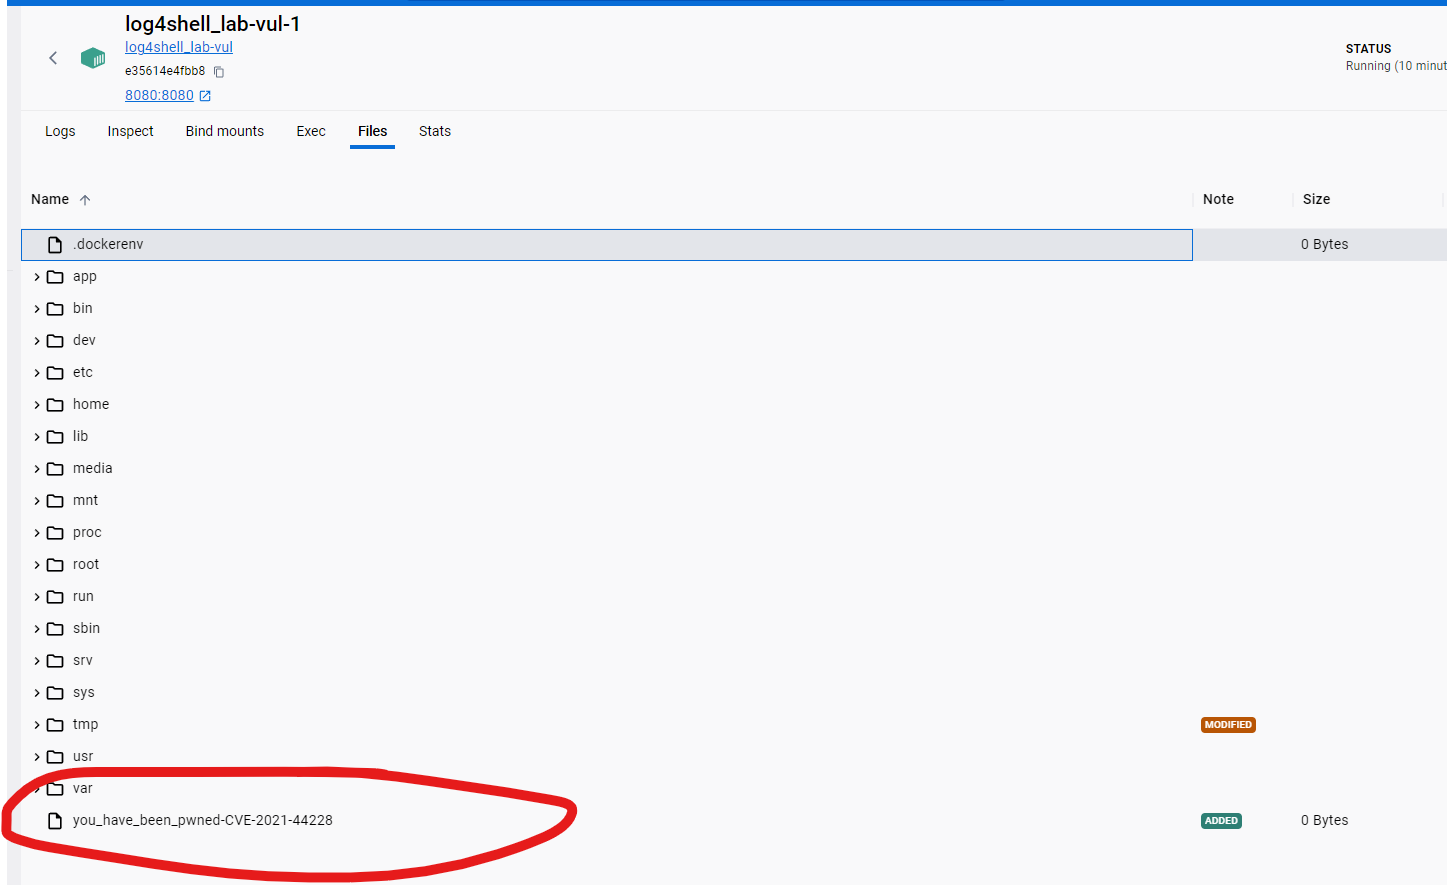 log4shell_lab-vul-1
log4shell_lab-vul
e35614e4fbb8
8080:8080
STATUS
Running (10 minut
Logs Inspect Bind mounts Exec Files Stats
Name Note Size
.dockerenv 0 Bytes
app
bin
dev
etc
home
lib
media
mnt
proc
root
run
sbin
srv
sys
tmp MODIFIED
usr
var
you_have_been_pwned-CVE-2021-44228 ADDED 0 Bytes